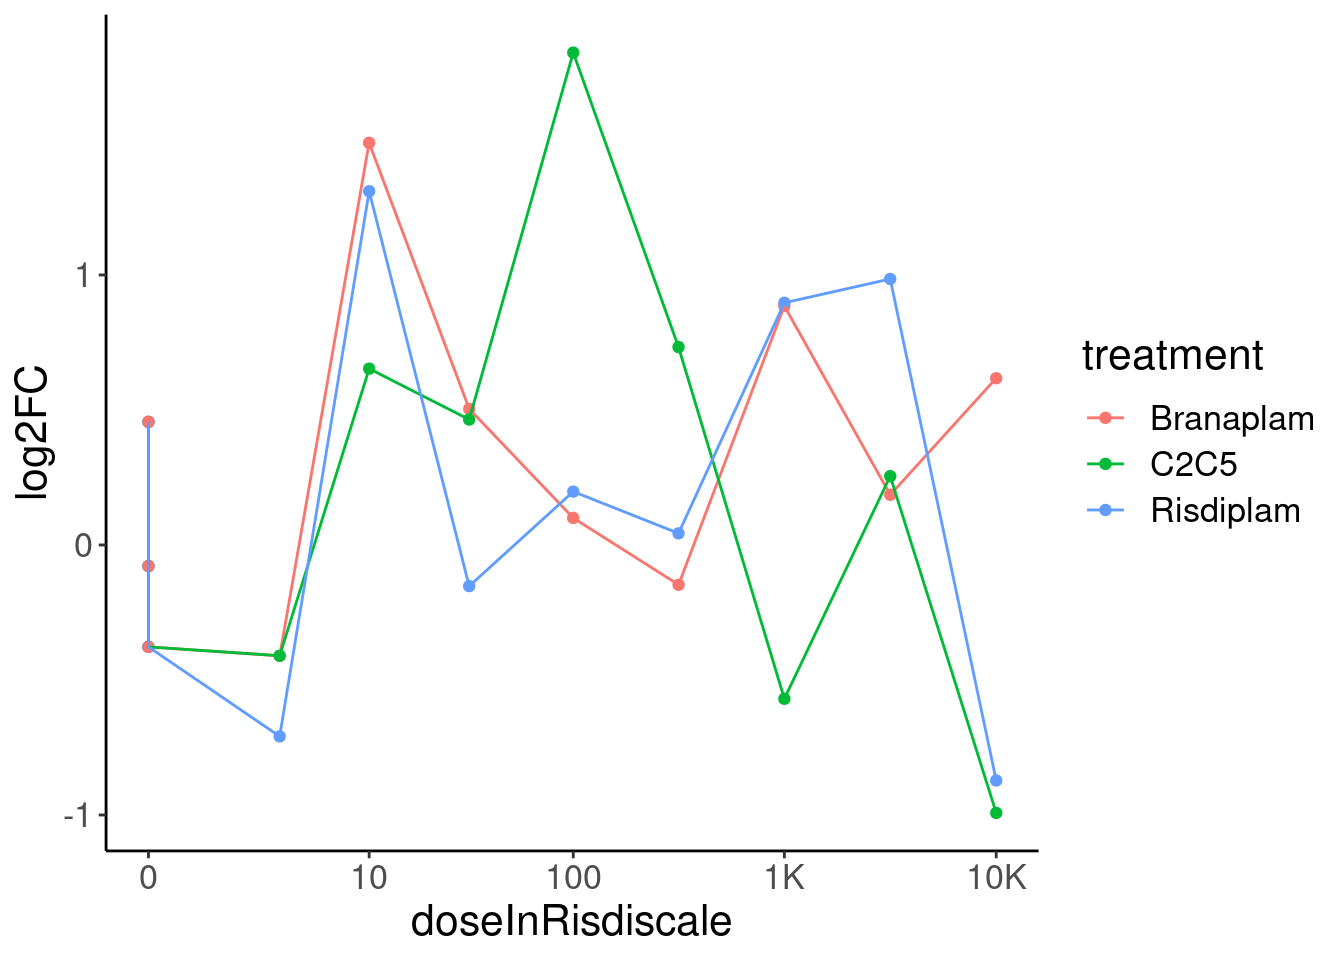 1
0
-1
log2FC
0
10
100
1K
10K
doseInRisdiscale
treatment
Branaplam
C2C5
Risdiplam